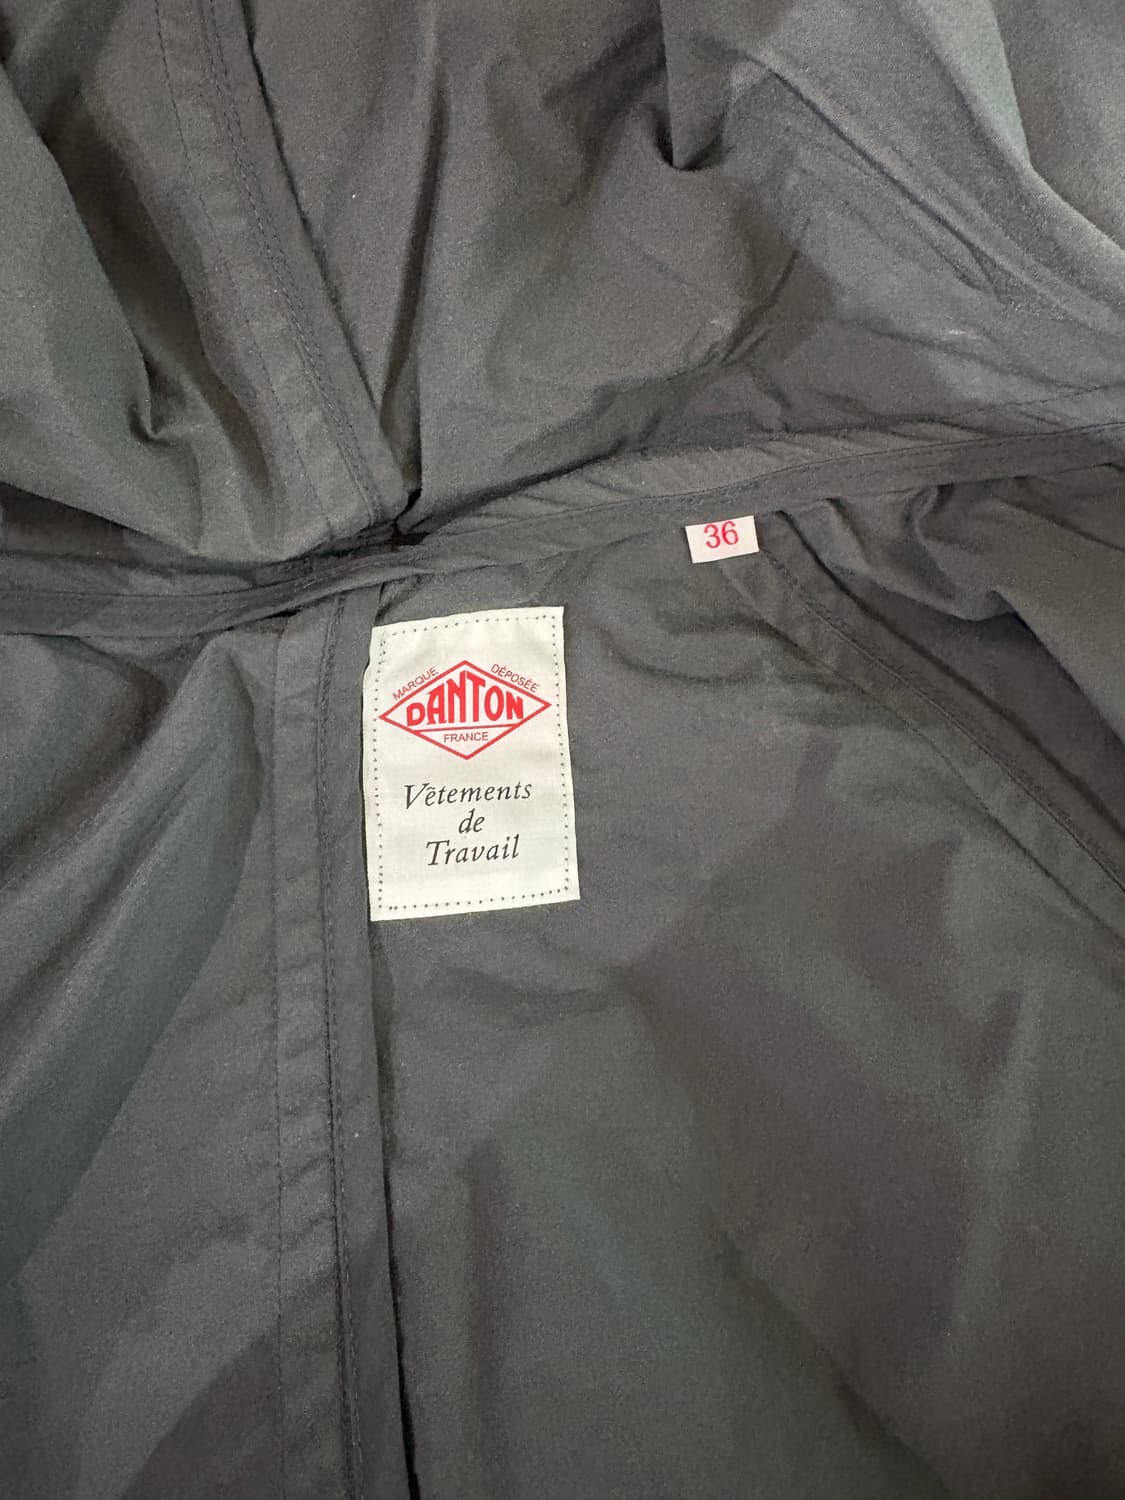 36
MARQUE DÉPOSÉE
DANTON
FRANCE
Vêtements
de
Travail